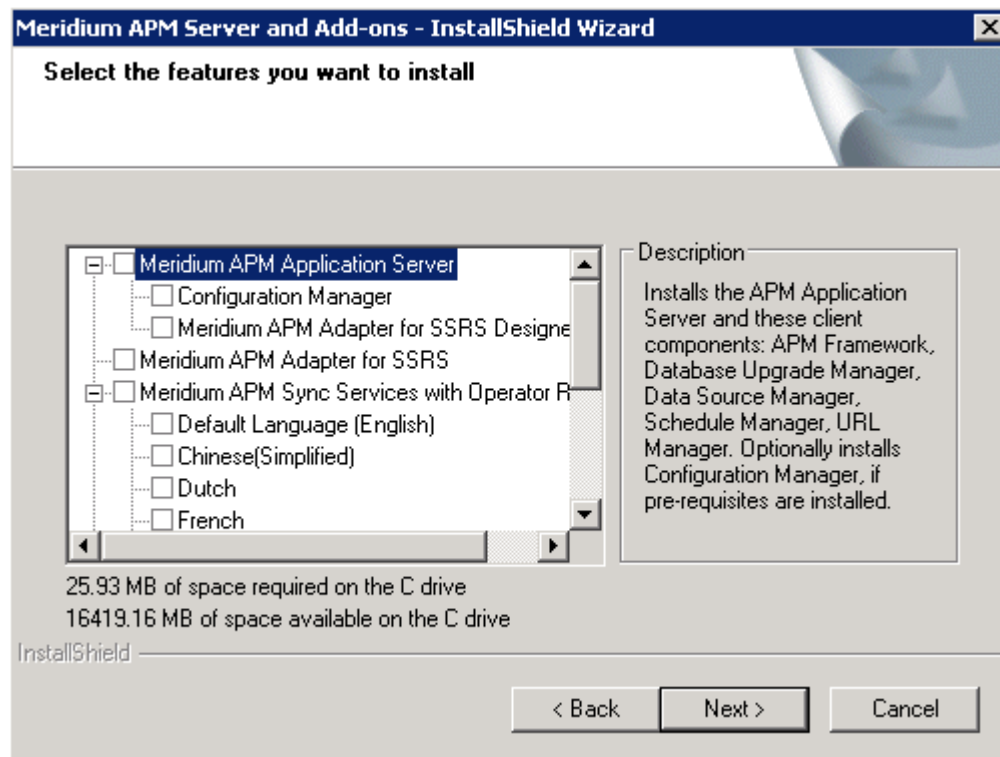 Meridium APM Server and Add-ons - InstallShield Wizard
Select the features you want to install
Meridium APM Application Server
Configuration Manager
Meridium APM Adapter for SSRS Designe
Meridium APM Adapter for SSRS
Meridium APM Sync Services with Operator R
Default Language (English)
Chinese(Simplified)
Dutch
French
Description
Installs the APM Application
Server and these client
components: APM Framework,
Database Upgrade Manager,
Data Source Manager,
Schedule Manager, URL
Manager. Optionally installs
Configuration Manager, if
pre-requisites are installed.
25.93 MB of space required on the C drive
16419.16 MB of space available on the C drive
InstallShield
< Back
Next >
Cancel